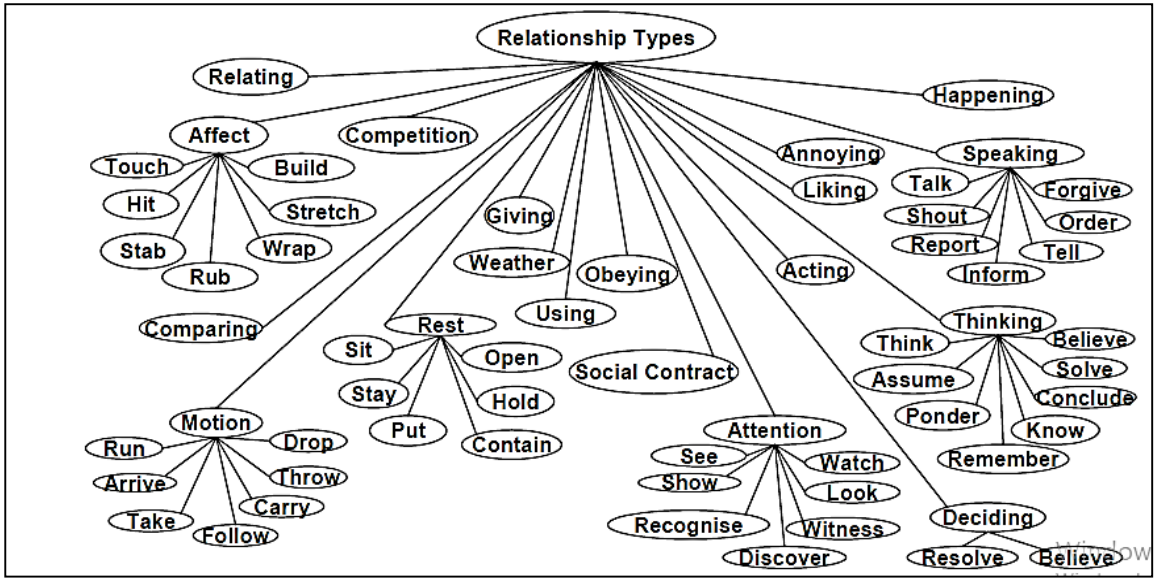 Relationship Types
Relating
Happening
Affect
Competition
Annoying
Speaking
Touch
Build
Liking
Talk
Forgive
Hit
Stretch
Giving
Shout
Order
Stab
Wrap
Report
Tell
Rub
Weather
Obeying
Acting
Inform
Comparing
Rest
Using
Thinking
Sit
Open
Think
Believe
Social Contract
Assume
Solve
Stay
Hold
Conclude
Put
Contain
Ponder
Know
Motion
Attention
Remember
Run
Drop
See
Watch
Arrive
Throw
Show
Look
Take
Carry
Recognise
Witness
Deciding
Follow
Discover
Resolve
Believe
Window